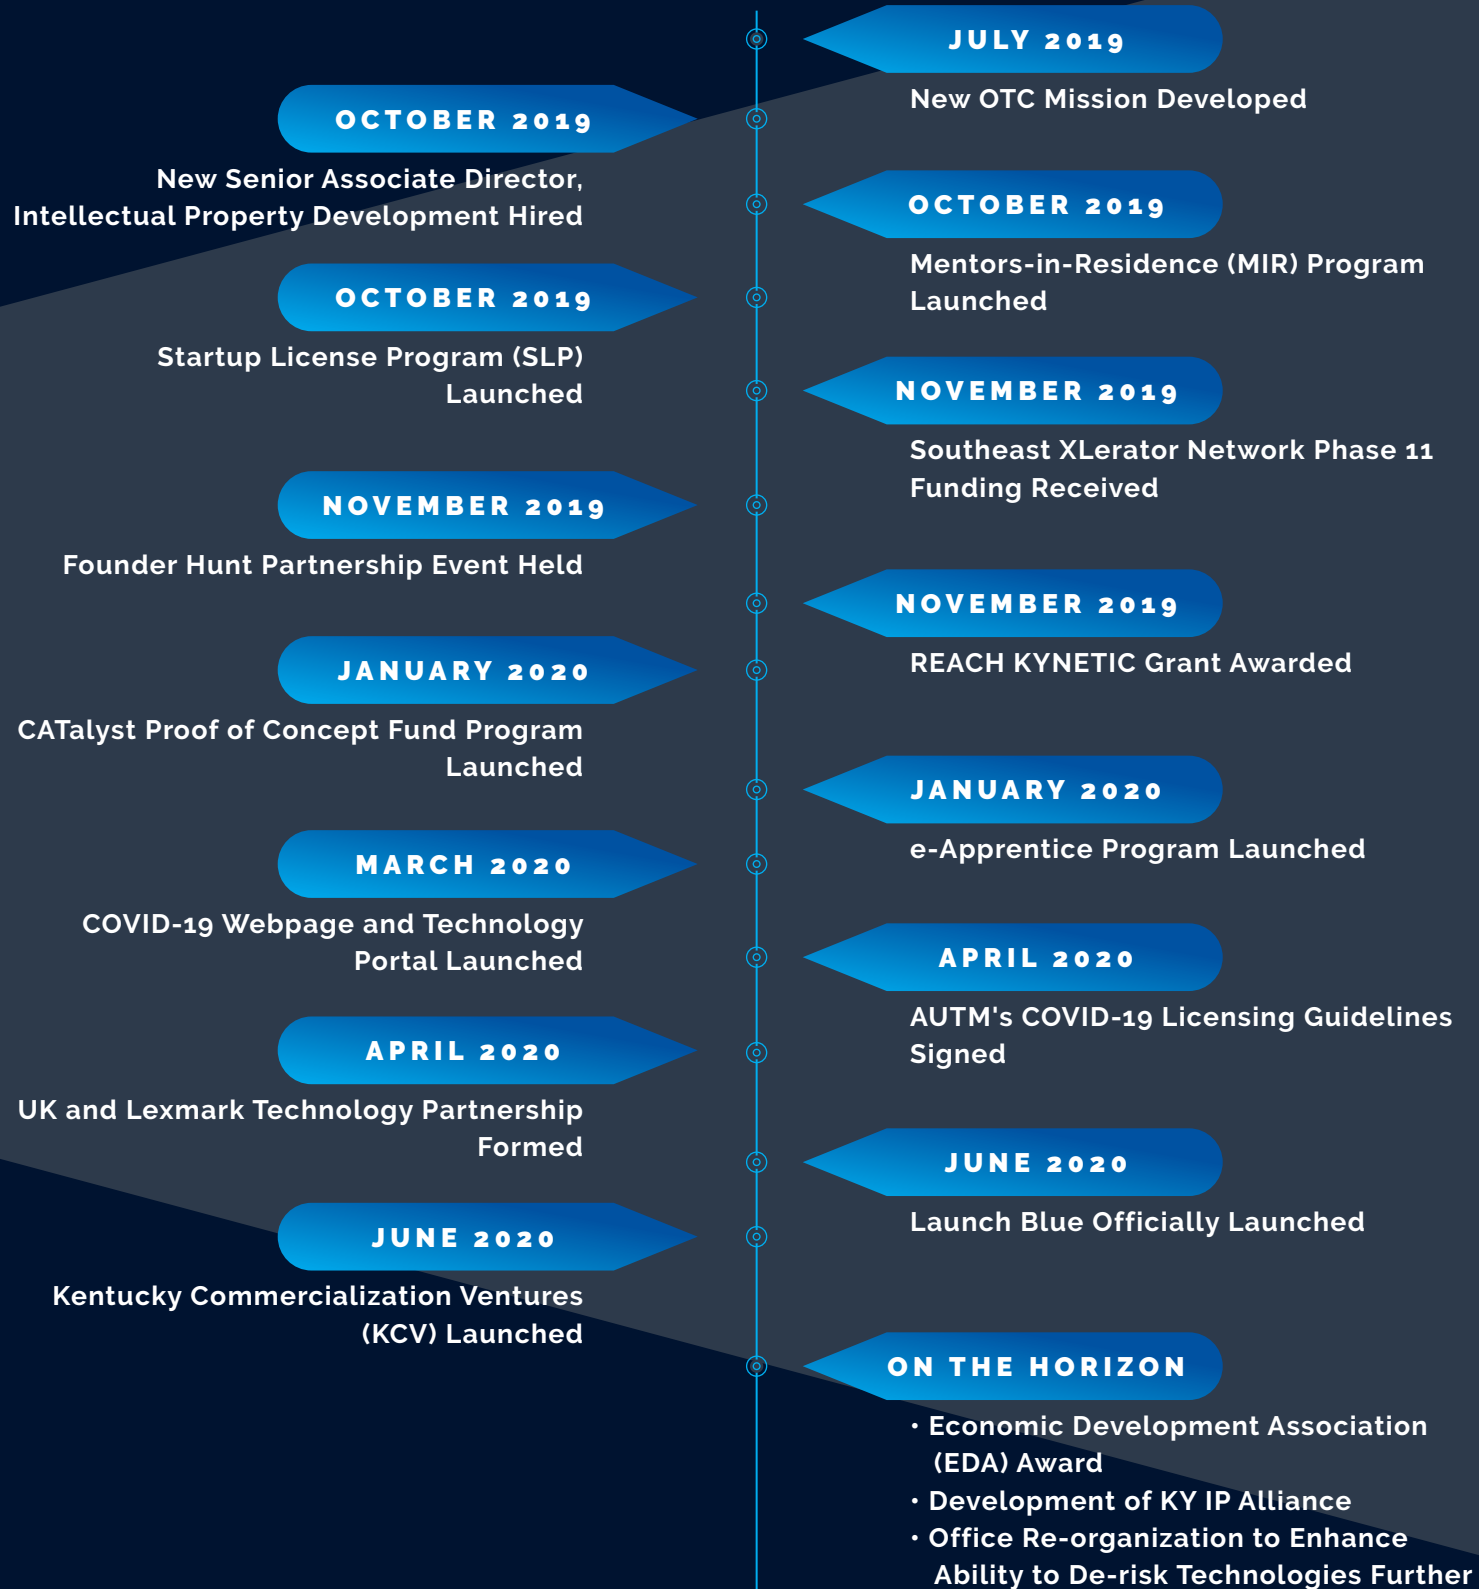 JULY 2019
New OTC Mission Developed
OCTOBER 2019
New Senior Associate Director,
Intellectual Property Development Hired
OCTOBER 2019
Mentors-in-Residence (MIR) Program
Launched
OCTOBER 2019
Startup License Program (SLP)
Launched
NOVEMBER 2019
Southeast XLerator Network Phase 11
Funding Received
NOVEMBER 2019
Founder Hunt Partnership Event Held
NOVEMBER 2019
REACH KYNETIC Grant Awarded
JANUARY 2020
CATalyst Proof of Concept Fund Program
Launched
JANUARY 2020
e-Apprentice Program Launched
MARCH 2020
COVID-19 Webpage and Technology
Portal Launched
APRIL 2020
AUTM's COVID-19 Licensing Guidelines
Signed
APRIL 2020
UK and Lexmark Technology Partnership
Formed
JUNE 2020
Launch Blue Officially Launched
JUNE 2020
Kentucky Commercialization Ventures
(KCV) Launched
ON THE HORIZON
• Economic Development Association
(EDA) Award
• Development of KY IP Alliance
• Office Re-organization to Enhance
Ability to De-risk Technologies Further